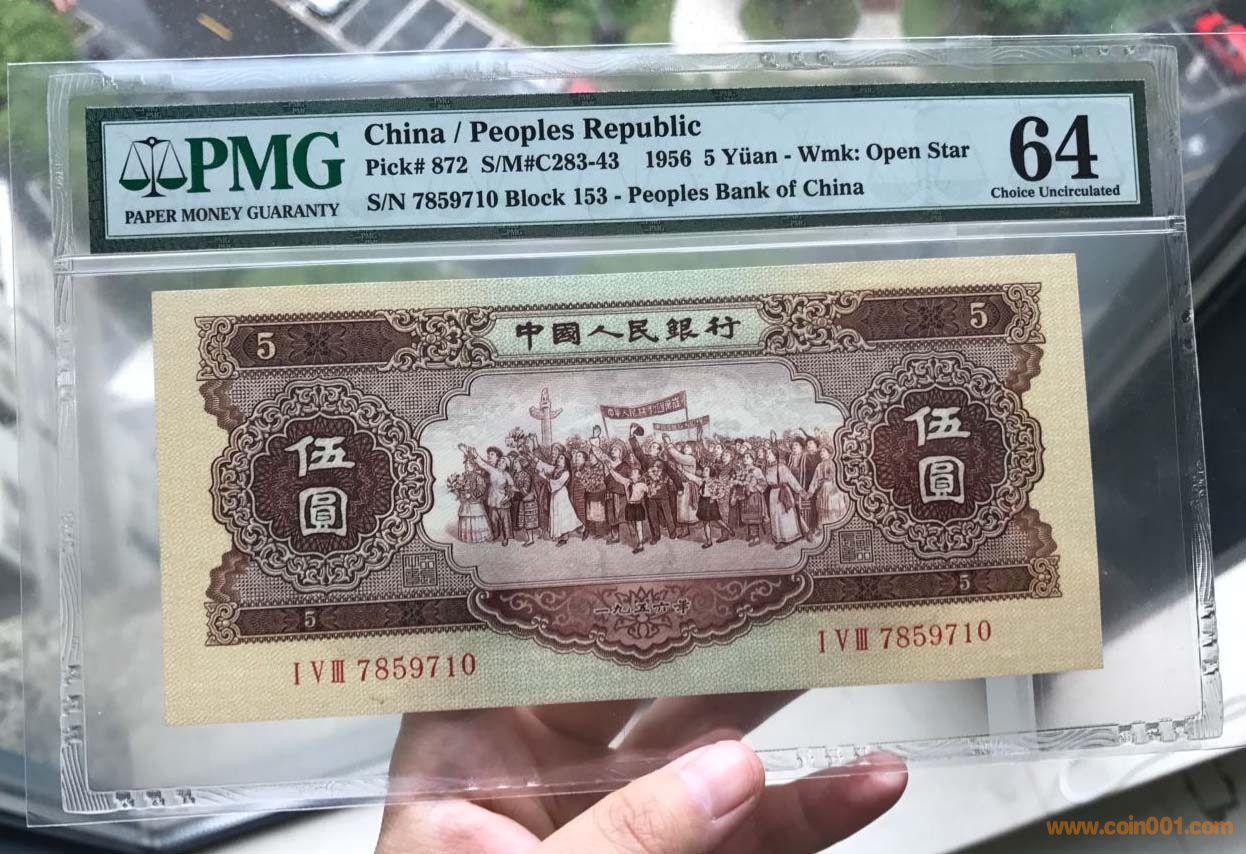 PMG
PAPER MONEY GUARANTY
China / Peoples Republic
Pick# 872 S/M#C283-43 1956 5 Yüan - Wmk: Open Star
S/N 7859710 Block 153 - Peoples Bank of China
64
Choice Uncirculated
中國人民銀行
5
5
伍圓
伍圓
5
5
一九五六年
I V III 7859710
I V III 7859710
www.coin001.com